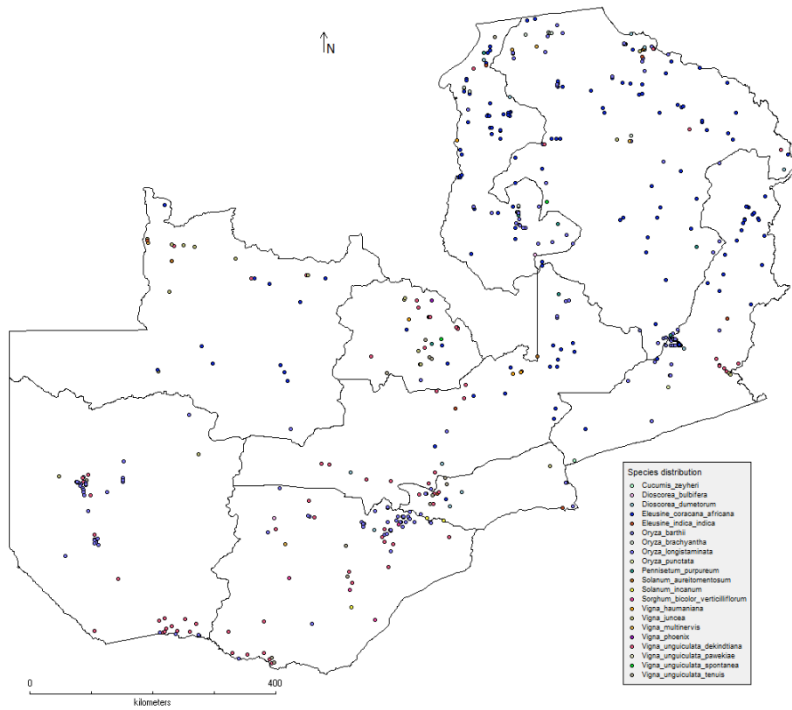 N
Species distribution
Cucumis_zeyheri
Dioscorea_bulbifera
Dioscorea_dumetorum
Eleusine_coracana_africana
Eleusine_indica_indica
Oryza_barthii
Oryza_brachyantha
Oryza_longistaminata
Oryza_punotata
Pennisetum_purpureum
Solanum_aureitomentosum
Solanum_incanum
Sorghum_bicolor_verticilliflorum
Vigna_haumaniana
Vigna_juncea
Vigna_multinervis
Vigna_phoenix
Vigna_unguiculata_dekindtiana
Vigna_unguiculata_pawekiae
Vigna_unguiculata_spontanea
Vigna_unguiculata_tenuis
0 400
kilometers